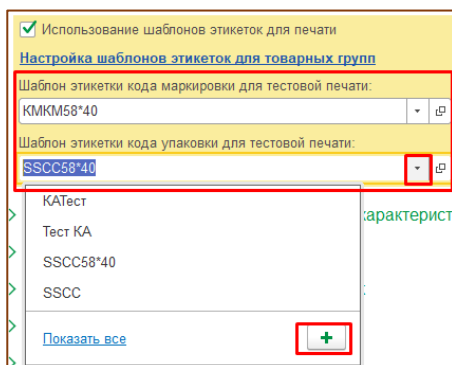 Использование шаблонов этикеток для печати
Настройка шаблонов этикеток для товарных групп
Шаблон этикетки кода маркировки для тестовой печати:
КМКМ58*40
Шаблон этикетки кода упаковки для тестовой печати:
SSCC58*40
КАТест
характерист
Тест КА
SSCC58*40
SSCC
Показать все